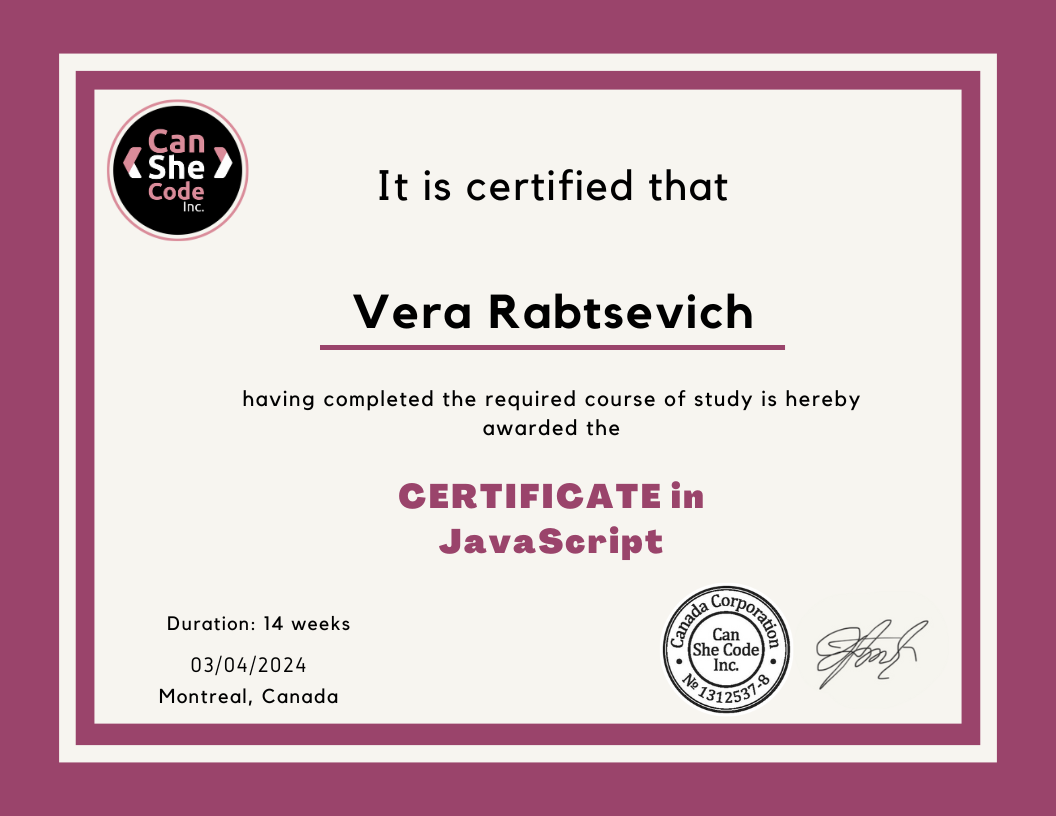 Can
She
Code
Inc.
It is certified that
Vera Rabtsevich
having completed the required course of study is hereby
awarded the
CERTIFICATE in
JavaScript
Duration: 14 weeks
03/04/2024
Montreal, Canada
Canada Corporation
Can
She Code
Inc.
№ 1312537-8